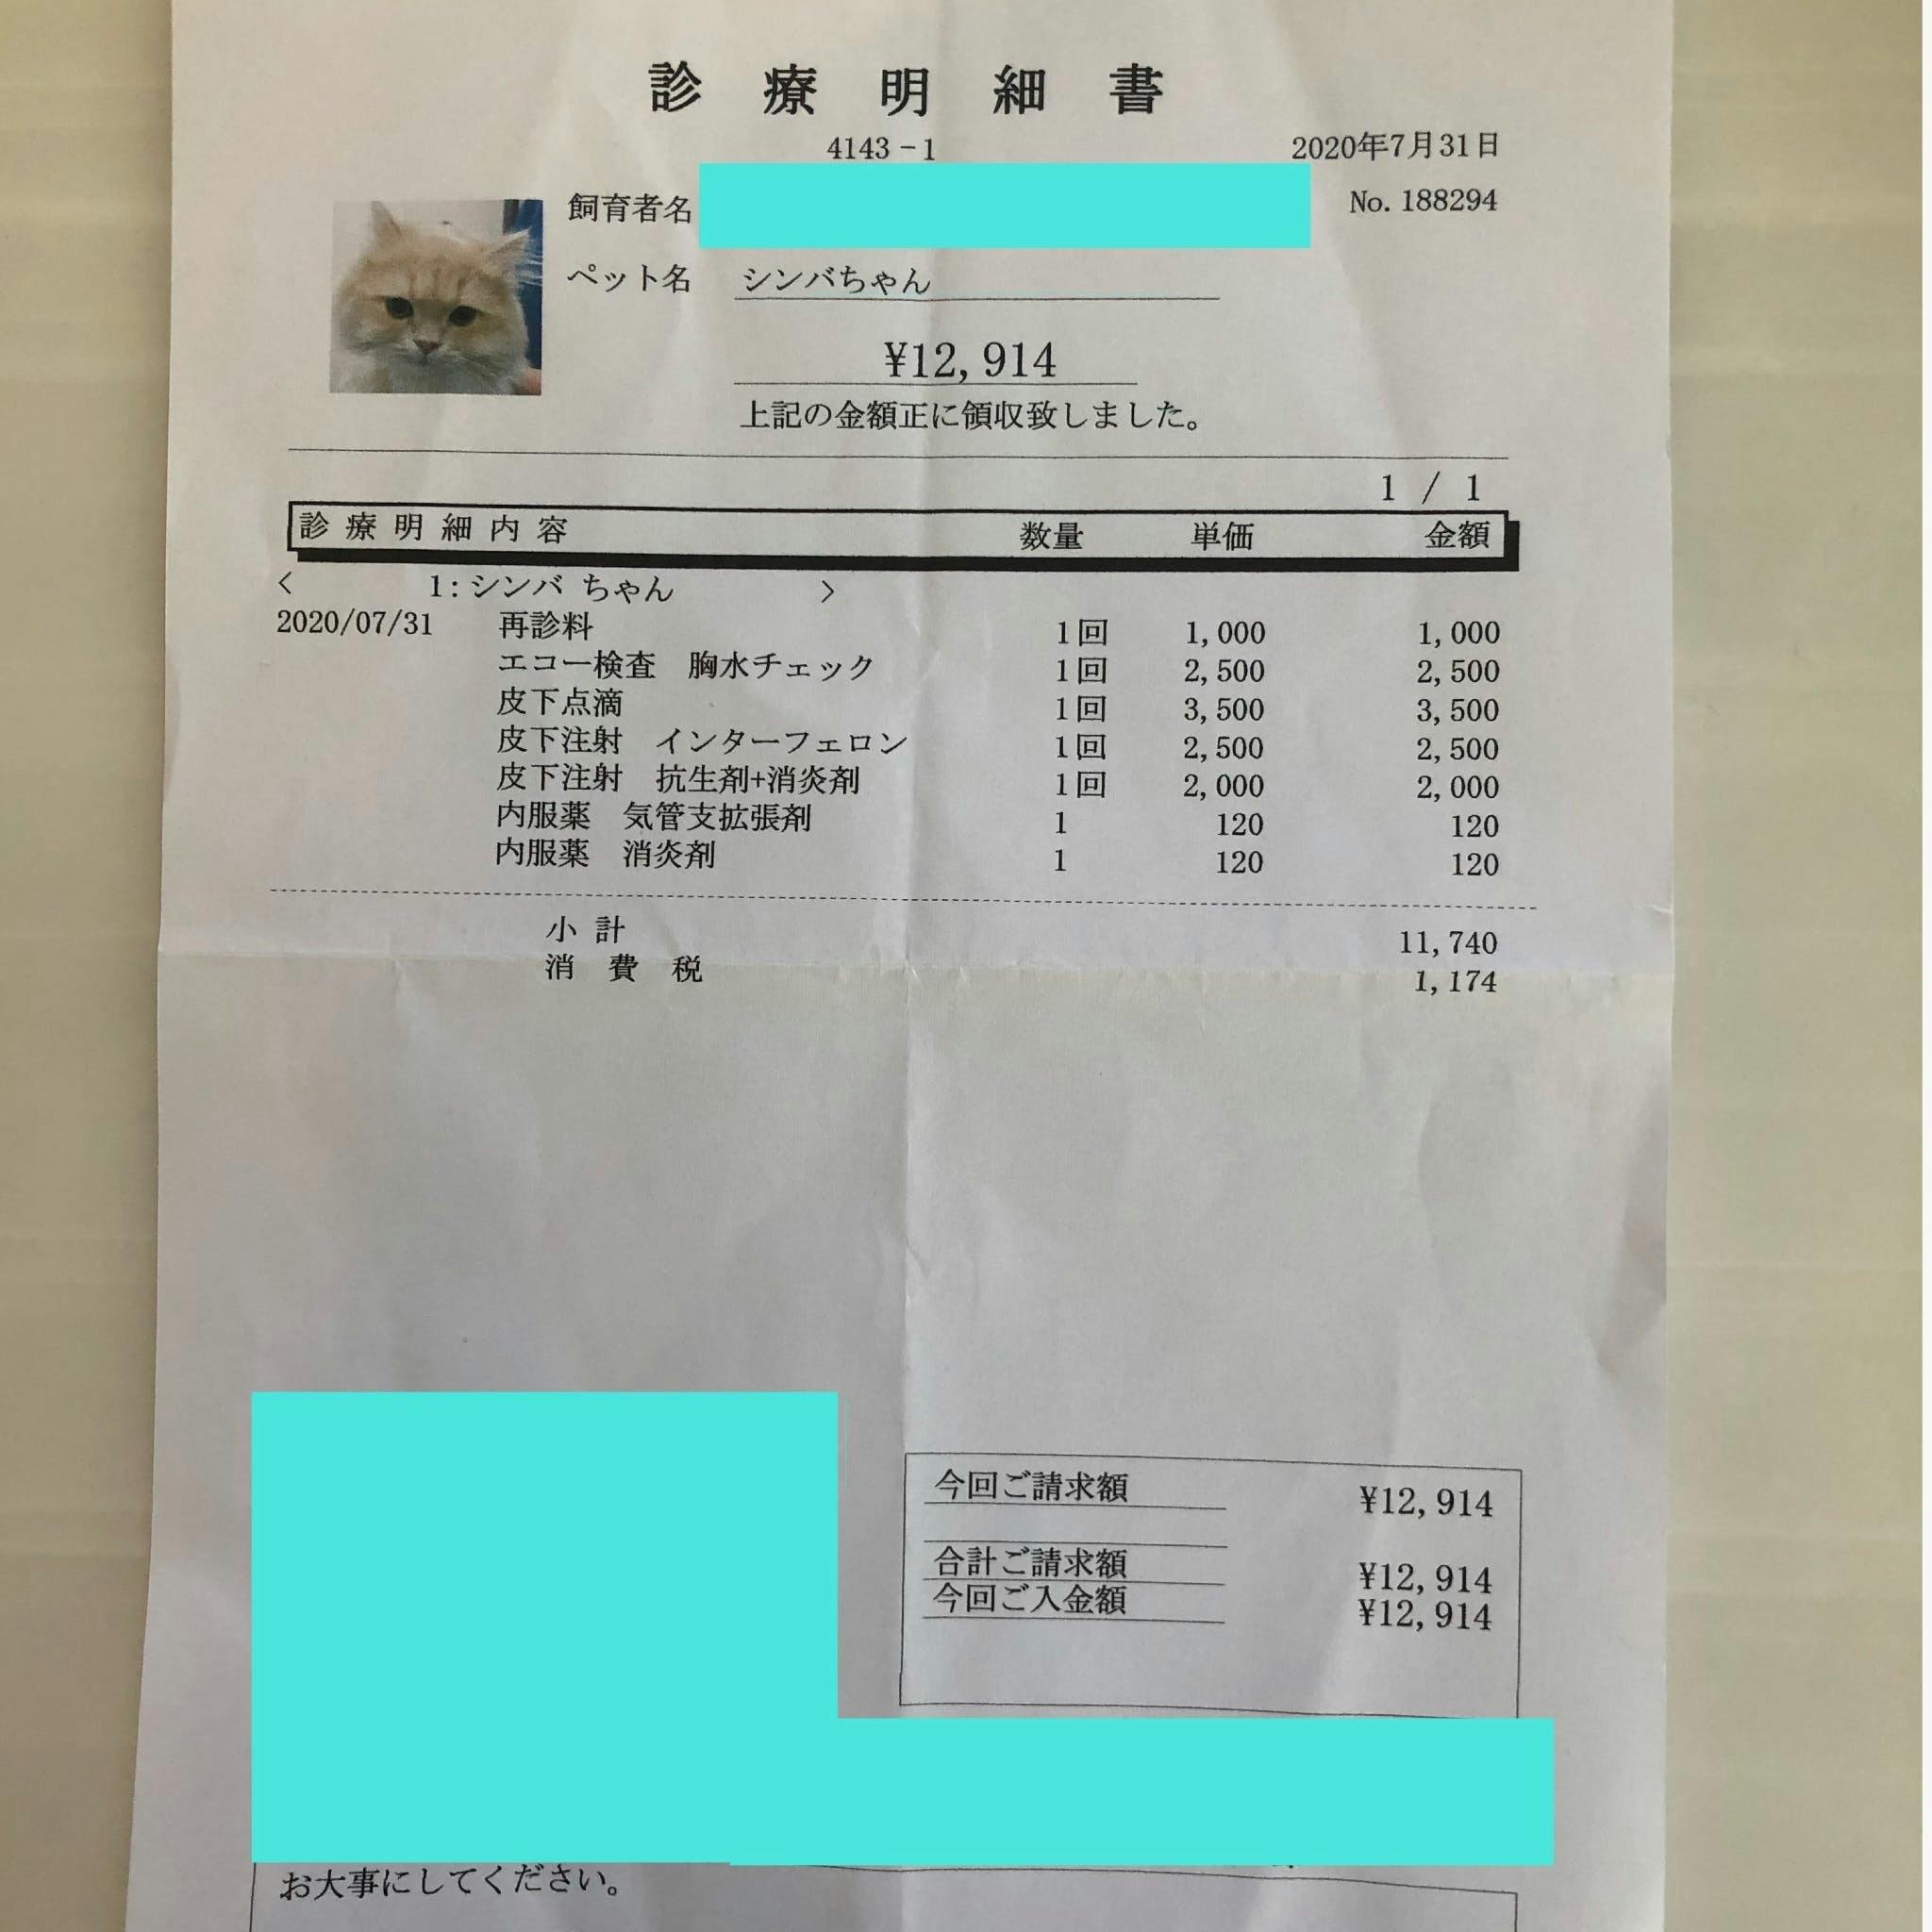 診療明細書
4143-1 2020年7月31日
飼育者名 No. 188294
ペット名 シンバちゃん
¥12,914
上記の金額正に領収致しました。
1 / 1
診療明細内容 数量 単価 金額
< 1:シンバ ちゃん >
2020/07/31 再診料 1回 1,000 1,000
エコー検査 胸水チェック 1回 2,500 2,500
皮下点滴 1回 3,500 3,500
皮下注射 インターフェロン 1回 2,500 2,500
皮下注射 抗生剤+消炎剤 1回 2,000 2,000
内服薬 気管支拡張剤 1 120 120
内服薬 消炎剤 1 120 120
小計 11,740
消費税 1,174
今回ご請求額 ¥12,914
合計ご請求額 ¥12,914
今回ご入金額 ¥12,914
お大事にしてください。